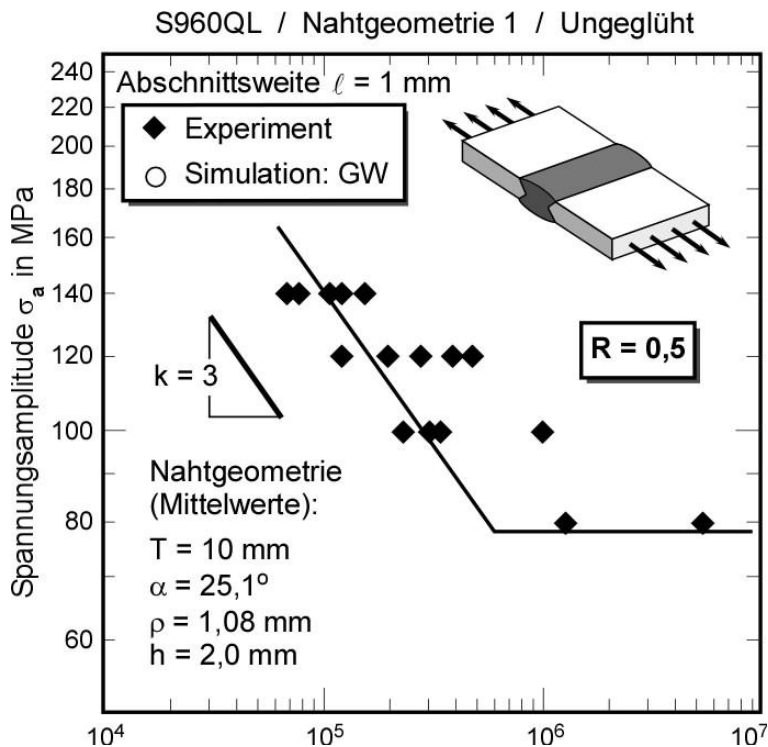 S960QL / Nahtgeometrie 1 / Ungeglüht
Abschnittsweite ℓ = 1 mm
Experiment
Simulation: GW
R = 0,5
k = 3
Nahtgeometrie
(Mittelwerte):
T = 10 mm
α = 25,1°
ρ = 1,08 mm
h = 2,0 mm
Spannungsamplitude σa in MPa
240
220
200
180
160
140
120
100
80
60
10⁴
10⁵
10⁶
10⁷